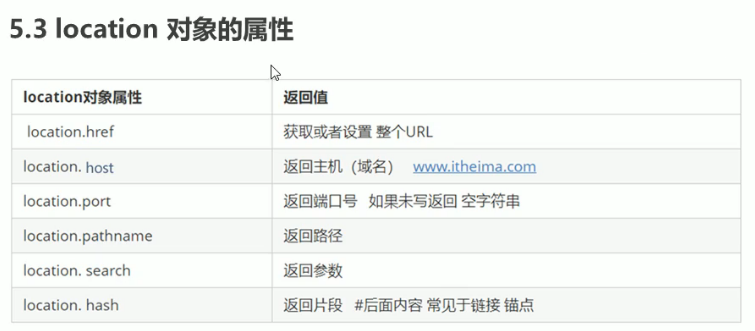 5.3 location 对象的属性
location对象属性 返回值
location.href 获取或者设置 整个URL
location. host 返回主机（域名） www.itheima.com
location.port 返回端口号 如果未写返回 空字符串
location.pathname 返回路径
location. search 返回参数
location. hash 返回片段 #后面内容 常见于链接 锚点